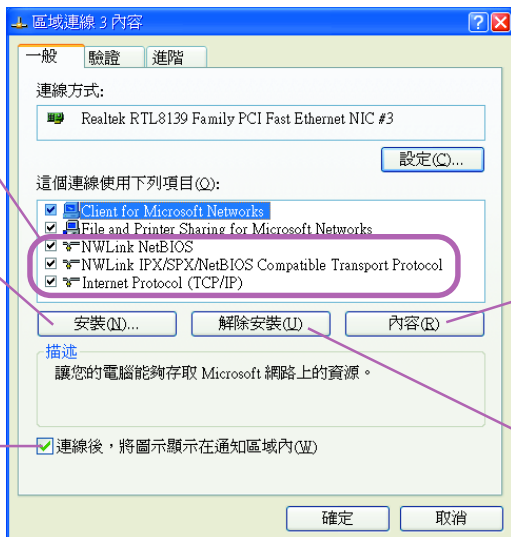 區域連線 3 內容
一般 驗證 進階
連線方式:
Realtek RTL8139 Family PCI Fast Ethernet NIC #3
設定(C)...
這個連線使用下列項目(O):
Client for Microsoft Networks
File and Printer Sharing for Microsoft Networks
NWLink NetBIOS
NWLink IPX/SPX/NetBIOS Compatible Transport Protocol
Internet Protocol (TCP/IP)
安裝(N)... 解除安裝(U) 內容(R)
描述
讓您的電腦能夠存取 Microsoft 網路上的資源。
連線後，將圖示顯示在通知區域內(W)
確定 取消